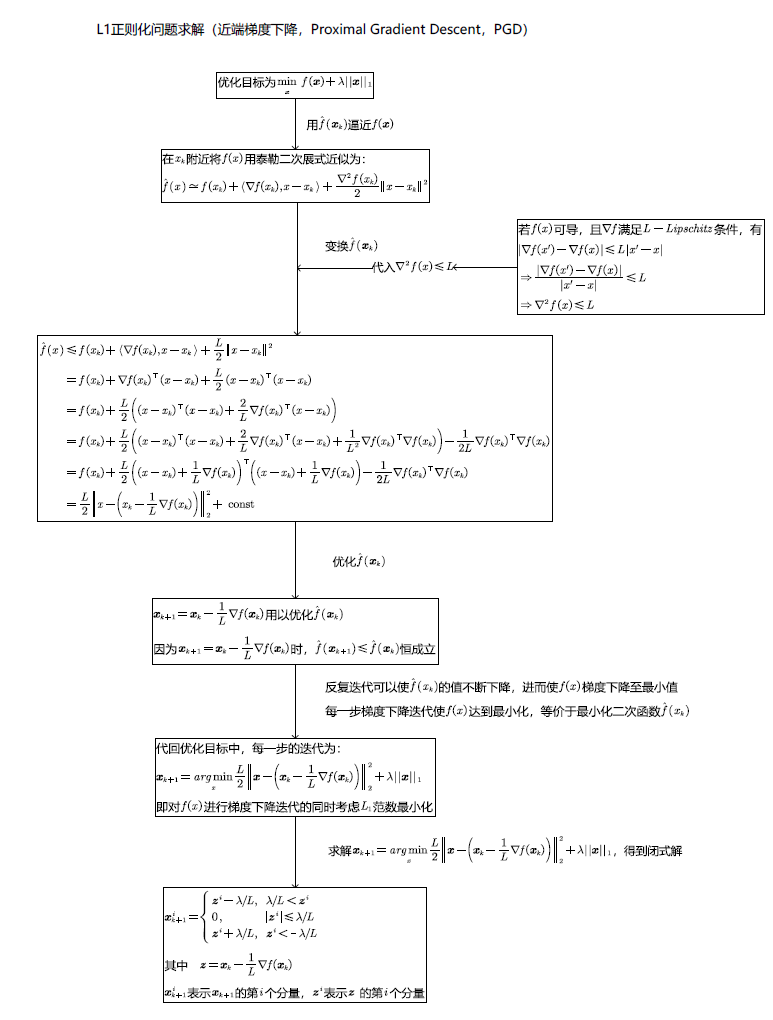 L1正则化问题求解（近端梯度下降，Proximal Gradient Descent，PGD）
优化目标为 $\min_{x} f(\boldsymbol{x})+\lambda||\boldsymbol{x}||_1$
用 $\hat{f}(\boldsymbol{x}_k)$ 逼近 $f(\boldsymbol{x})$
在 $x_k$ 附近将 $f(x)$ 用泰勒二次展式近似为：
$\hat{f}(x) \simeq f(x_k)+\langle \nabla f(x_k), x-x_k \rangle+\frac{\nabla^2 f(x_k)}{2}\|x-x_k\|^2$
变换 $\hat{f}(\boldsymbol{x}_k)$
代入 $\nabla^2 f(x) \leq L$
若 $f(x)$ 可导，且 $\nabla f$ 满足 $L-Lipschitz$ 条件，有
$|\nabla f(x')-\nabla f(x)| \leq L|x'-x|$
$\Rightarrow \frac{|\nabla f(x')-\nabla f(x)|}{|x'-x|} \leq L$
$\Rightarrow \nabla^2 f(x) \leq L$
$\hat{f}(x) \leq f(x_k)+\langle \nabla f(x_k), x-x_k \rangle+\frac{L}{2}\|x-x_k\|^2$
$=f(x_k)+\nabla f(x_k)^\top(x-x_k)+\frac{L}{2}(x-x_k)^\top(x-x_k)$
$=f(x_k)+\frac{L}{2}\left((x-x_k)^\top(x-x_k)+\frac{2}{L}\nabla f(x_k)^\top(x-x_k)\right)$
$=f(x_k)+\frac{L}{2}\left((x-x_k)^\top(x-x_k)+\frac{2}{L}\nabla f(x_k)^\top(x-x_k)+\frac{1}{L^2}\nabla f(x_k)^\top\nabla f(x_k)\right)-\frac{1}{2L}\nabla f(x_k)^\top\nabla f(x_k)$
$=f(x_k)+\frac{L}{2}\left((x-x_k)+\frac{1}{L}\nabla f(x_k)\right)^\top\left((x-x_k)+\frac{1}{L}\nabla f(x_k)\right)-\frac{1}{2L}\nabla f(x_k)^\top\nabla f(x_k)$
$=\frac{L}{2}\left\|x-\left(x_k-\frac{1}{L}\nabla f(x_k)\right)\right\|_2^2+\text{ const}$
优化 $\hat{f}(\boldsymbol{x}_k)$
$\boldsymbol{x}_{k+1}=\boldsymbol{x}_k-\frac{1}{L}\nabla f(\boldsymbol{x}_k)$ 用以优化 $\hat{f}(\boldsymbol{x}_k)$
因为 $\boldsymbol{x}_{k+1}=\boldsymbol{x}_k-\frac{1}{L}\nabla f(\boldsymbol{x}_k)$ 时，$\hat{f}(\boldsymbol{x}_{k+1}) \leq \hat{f}(\boldsymbol{x}_k)$ 恒成立
反复迭代可以使 $\hat{f}(x_k)$ 的值不断下降，进而使 $f(x)$ 梯度下降至最小值
每一步梯度下降迭代使 $f(x)$ 达到最小化，等价于最小化二次函数 $\hat{f}(x_k)$
代回优化目标中，每一步的迭代为：
$\boldsymbol{x}_{k+1}=arg\min_{x}\frac{L}{2}\left\|\boldsymbol{x}-\left(\boldsymbol{x}_k-\frac{1}{L}\nabla f(\boldsymbol{x}_k)\right)\right\|_2^2+\lambda||\boldsymbol{x}||_1$
即对 $f(x)$ 进行梯度下降迭代的同时考虑 $L_1$ 范数最小化
求解 $\boldsymbol{x}_{k+1}=arg\min_{x}\frac{L}{2}\left\|\boldsymbol{x}-\left(\boldsymbol{x}_k-\frac{1}{L}\nabla f(\boldsymbol{x}_k)\right)\right\|_2^2+\lambda||\boldsymbol{x}||_1$，得到闭式解
$\boldsymbol{x}_{k+1}^i=\begin{cases} \boldsymbol{z}^i-\lambda/L, & \lambda/L<\boldsymbol{z}^i \\ 0, & |\boldsymbol{z}^i|\leq\lambda/L \\ \boldsymbol{z}^i+\lambda/L, & \boldsymbol{z}^i<-\lambda/L \end{cases}$
其中 $\boldsymbol{z}=\boldsymbol{x}_k-\frac{1}{L}\nabla f(\boldsymbol{x}_k)$
$\boldsymbol{x}_{k+1}^i$ 表示 $\boldsymbol{x}_{k+1}$ 的第 $i$ 个分量，$\boldsymbol{z}^i$ 表示 $\boldsymbol{z}$ 的第 $i$ 个分量